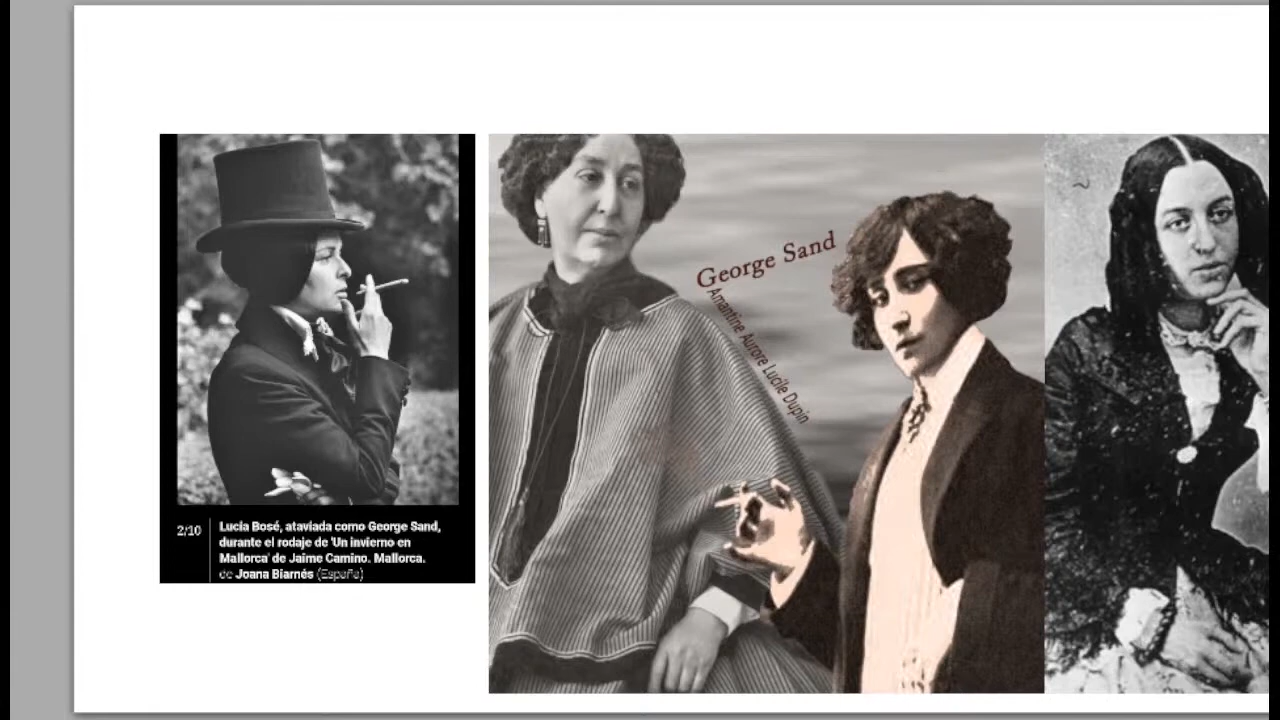 2/10
Lucia Bosé, ataviada como George Sand,
durante el rodaje de 'Un invierno en
Mallorca' de Jaime Camino. Mallorca.
de Joana Biarnés (España)
George Sand
Amantine Aurore Lucile Dupin